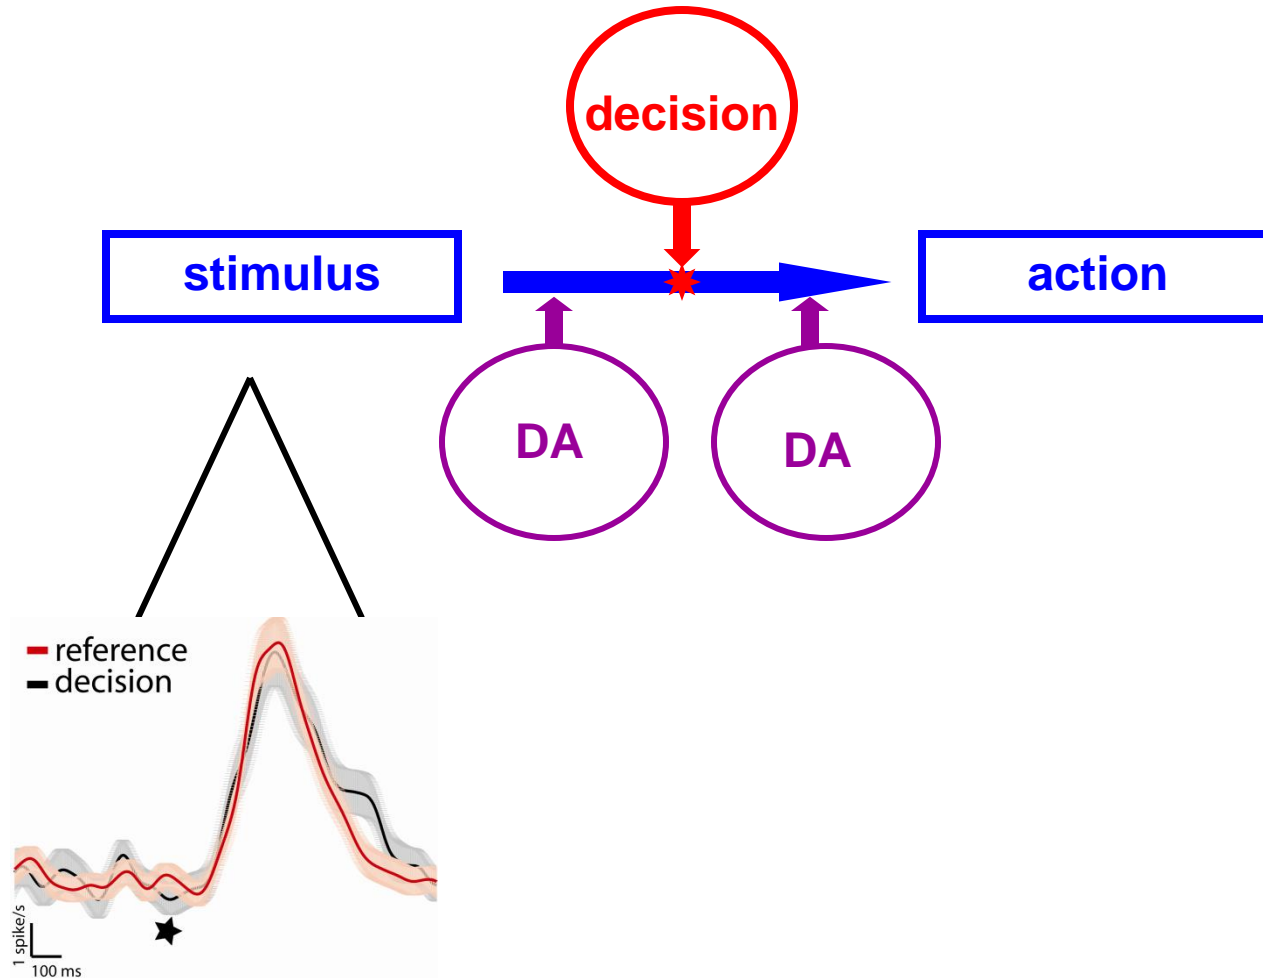 decision
stimulus
action
DA
DA
reference
decision
1 spike/s
100 ms